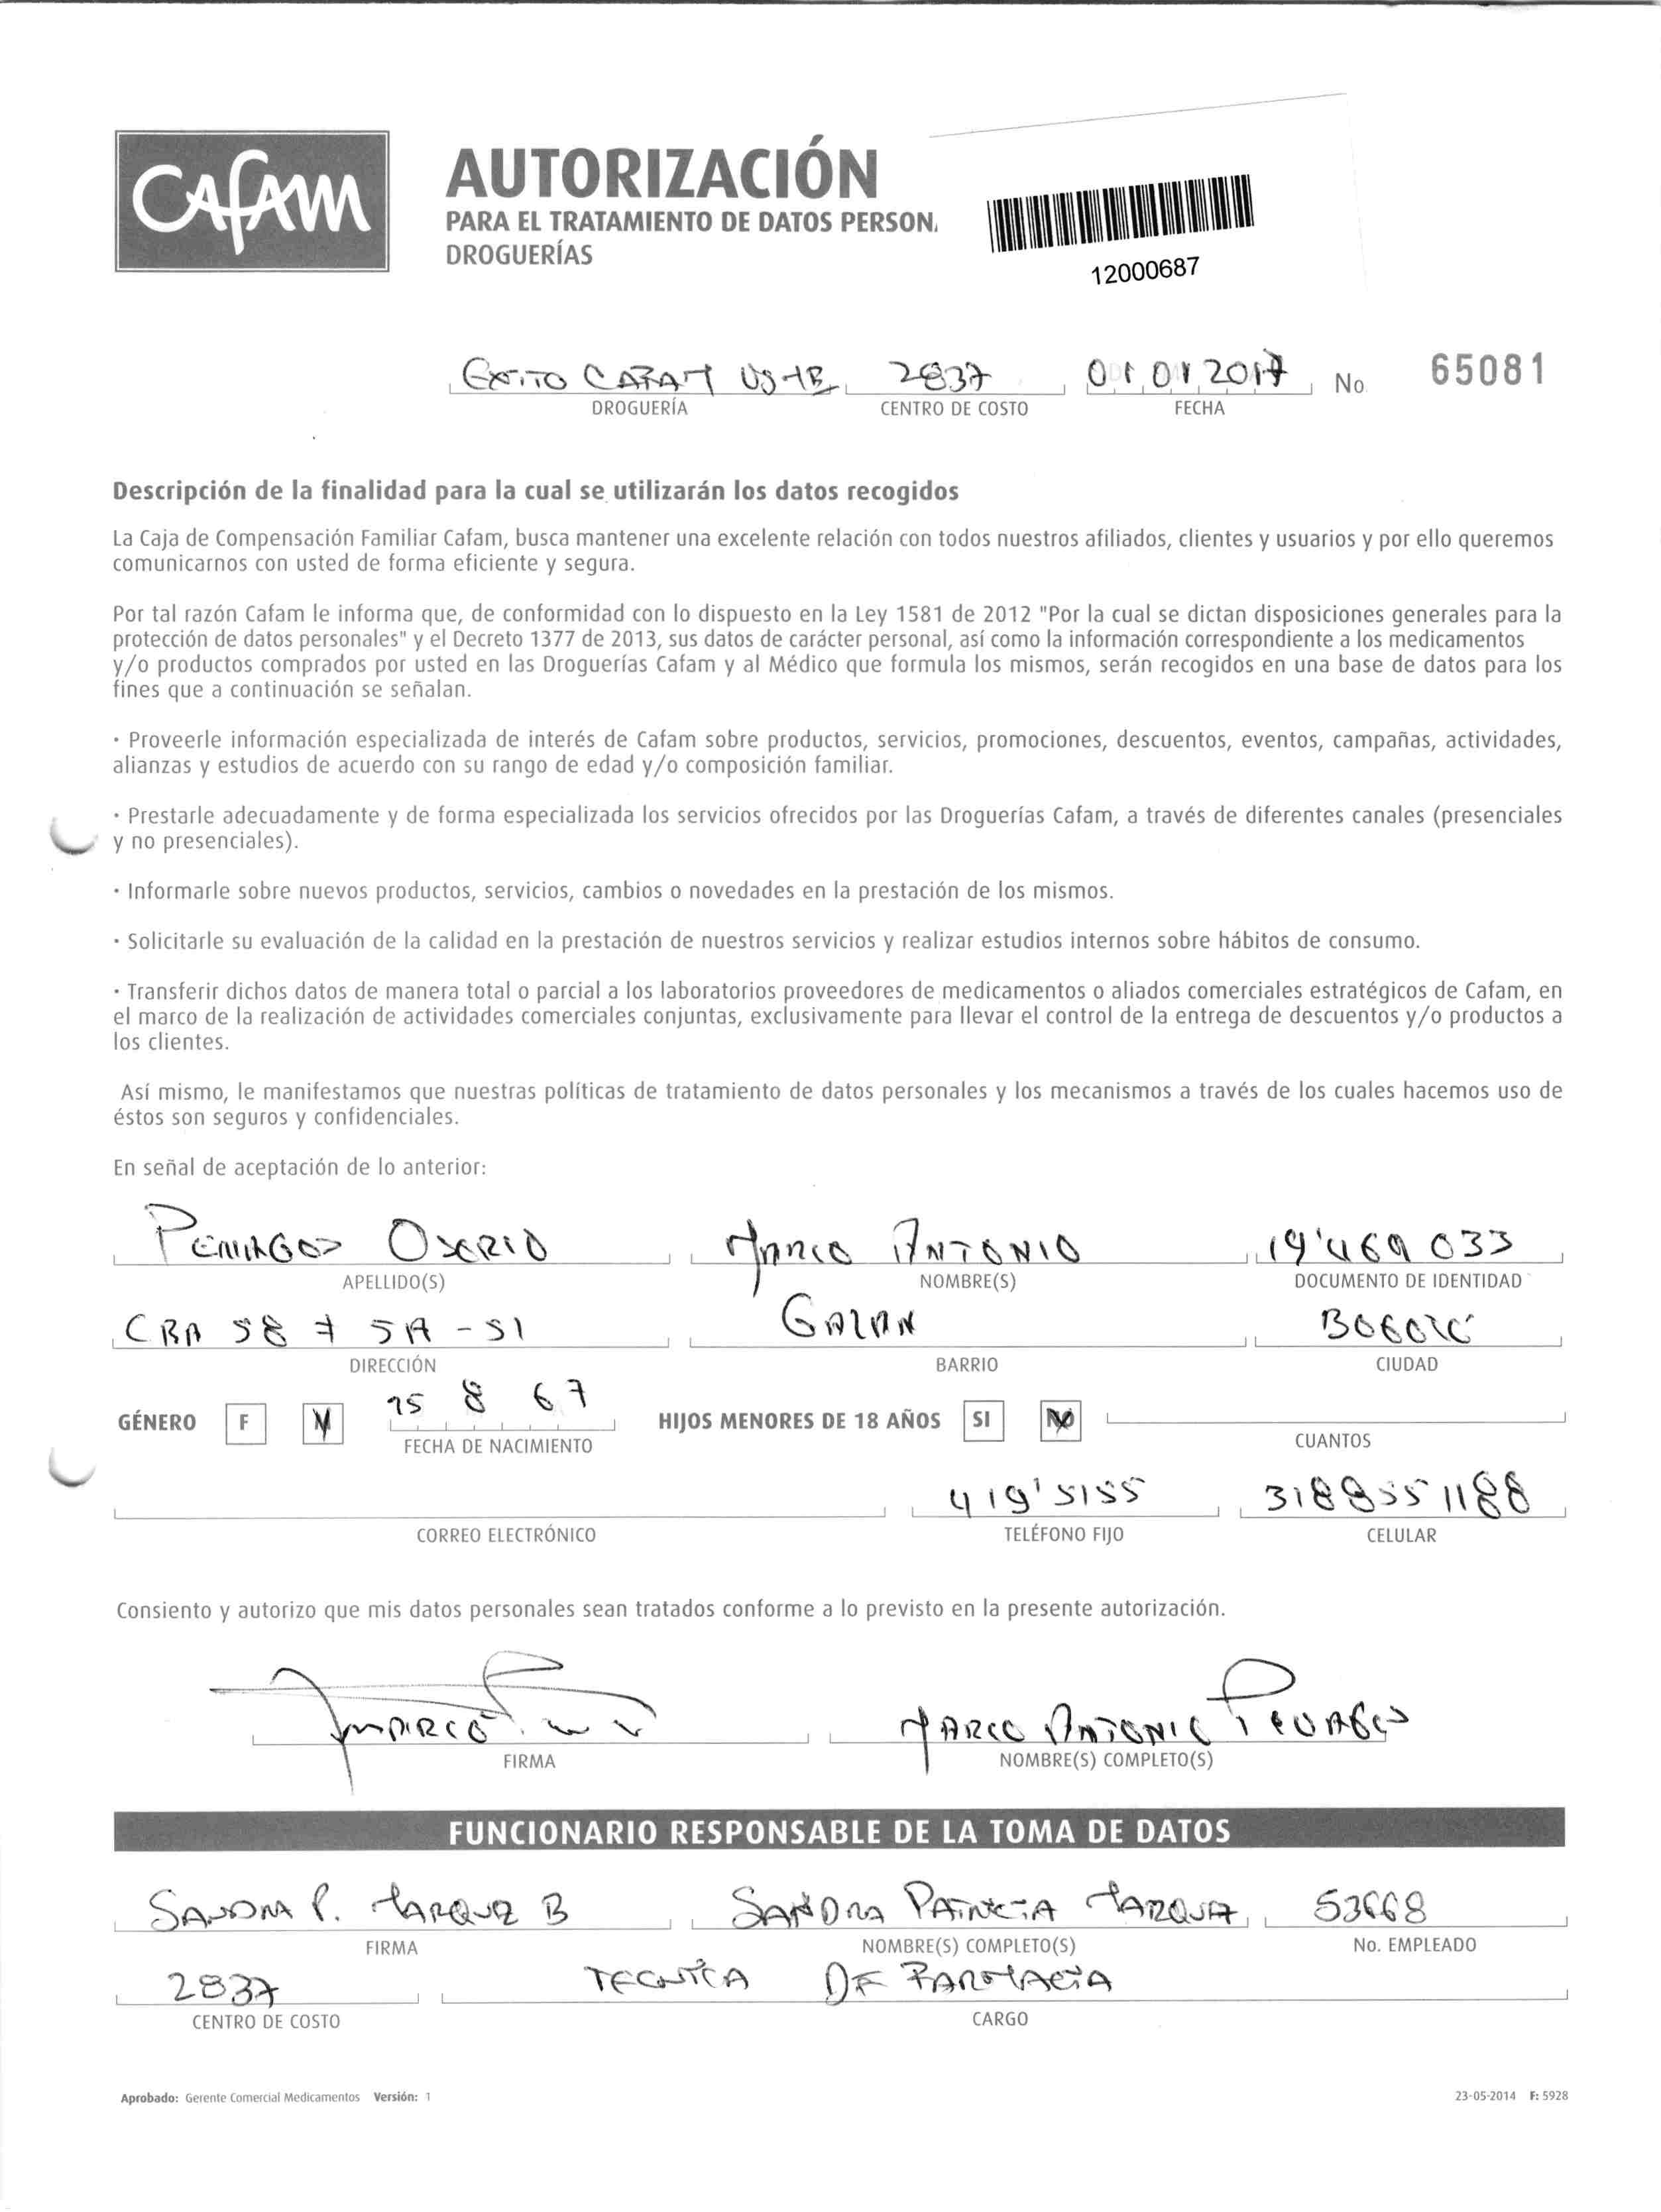 Cafam
AUTORIZACIÓN
PARA EL TRATAMIENTO DE DATOS PERSON
DROGUERÍAS
12000687
EXITO CAFAM 2837 01 01 2017 No. 65081
DROGUERÍA CENTRO DE COSTO FECHA
Descripción de la finalidad para la cual se utilizarán los datos recogidos
La Caja de Compensación Familiar Cafam, busca mantener una excelente relación con todos nuestros afiliados, clientes y usuarios y por ello queremos
comunicarnos con usted de forma eficiente y segura.
Por tal razón Cafam le informa que, de conformidad con lo dispuesto en la Ley 1581 de 2012 "Por la cual se dictan disposiciones generales para la
protección de datos personales" y el Decreto 1377 de 2013, sus datos de carácter personal, así como la información correspondiente a los medicamentos
y/o productos comprados por usted en las Droguerías Cafam y al Médico que formula los mismos, serán recogidos en una base de datos para los
fines que a continuación se señalan.
· Proveerle información especializada de interés de Cafam sobre productos, servicios, promociones, descuentos, eventos, campañas, actividades,
alianzas y estudios de acuerdo con su rango de edad y/o composición familiar.
· Prestarle adecuadamente y de forma especializada los servicios ofrecidos por las Droguerías Cafam, a través de diferentes canales (presenciales
y no presenciales).
· Informarle sobre nuevos productos, servicios, cambios o novedades en la prestación de los mismos.
· Solicitarle su evaluación de la calidad en la prestación de nuestros servicios y realizar estudios internos sobre hábitos de consumo.
· Transferir dichos datos de manera total o parcial a los laboratorios proveedores de medicamentos o aliados comerciales estratégicos de Cafam, en
el marco de la realización de actividades comerciales conjuntas, exclusivamente para llevar el control de la entrega de descuentos y/o productos a
los clientes.
Así mismo, le manifestamos que nuestras políticas de tratamiento de datos personales y los mecanismos a través de los cuales hacemos uso de
éstos son seguros y confidenciales.
En señal de aceptación de lo anterior:
PEMAGOS OSORIO MARCO ANTONIO 19'469 033
APELLIDO(S) NOMBRE(S) DOCUMENTO DE IDENTIDAD
CRA 58 # 5A - 51 GALAN BOGOTÁ
DIRECCIÓN BARRIO CIUDAD
GÉNERO F M 25 8 67 HIJOS MENORES DE 18 AÑOS SI NO
FECHA DE NACIMIENTO CUANTOS
419'5155 3188551188
CORREO ELECTRÓNICO TELÉFONO FIJO CELULAR
Consiento y autorizo que mis datos personales sean tratados conforme a lo previsto en la presente autorización.
MARCO MARCO ANTONIO
FIRMA NOMBRE(S) COMPLETO(S)
FUNCIONARIO RESPONSABLE DE LA TOMA DE DATOS
SANDRA P. MARQUEZ B SANDRA PATRICIA MARQUEZ 53668
FIRMA NOMBRE(S) COMPLETO(S) No. EMPLEADO
2837 TECNICA DE FARMACIA
CENTRO DE COSTO CARGO
Aprobado: Gerente Comercial Medicamentos Versión: 1 23-05-2014 F: 5928